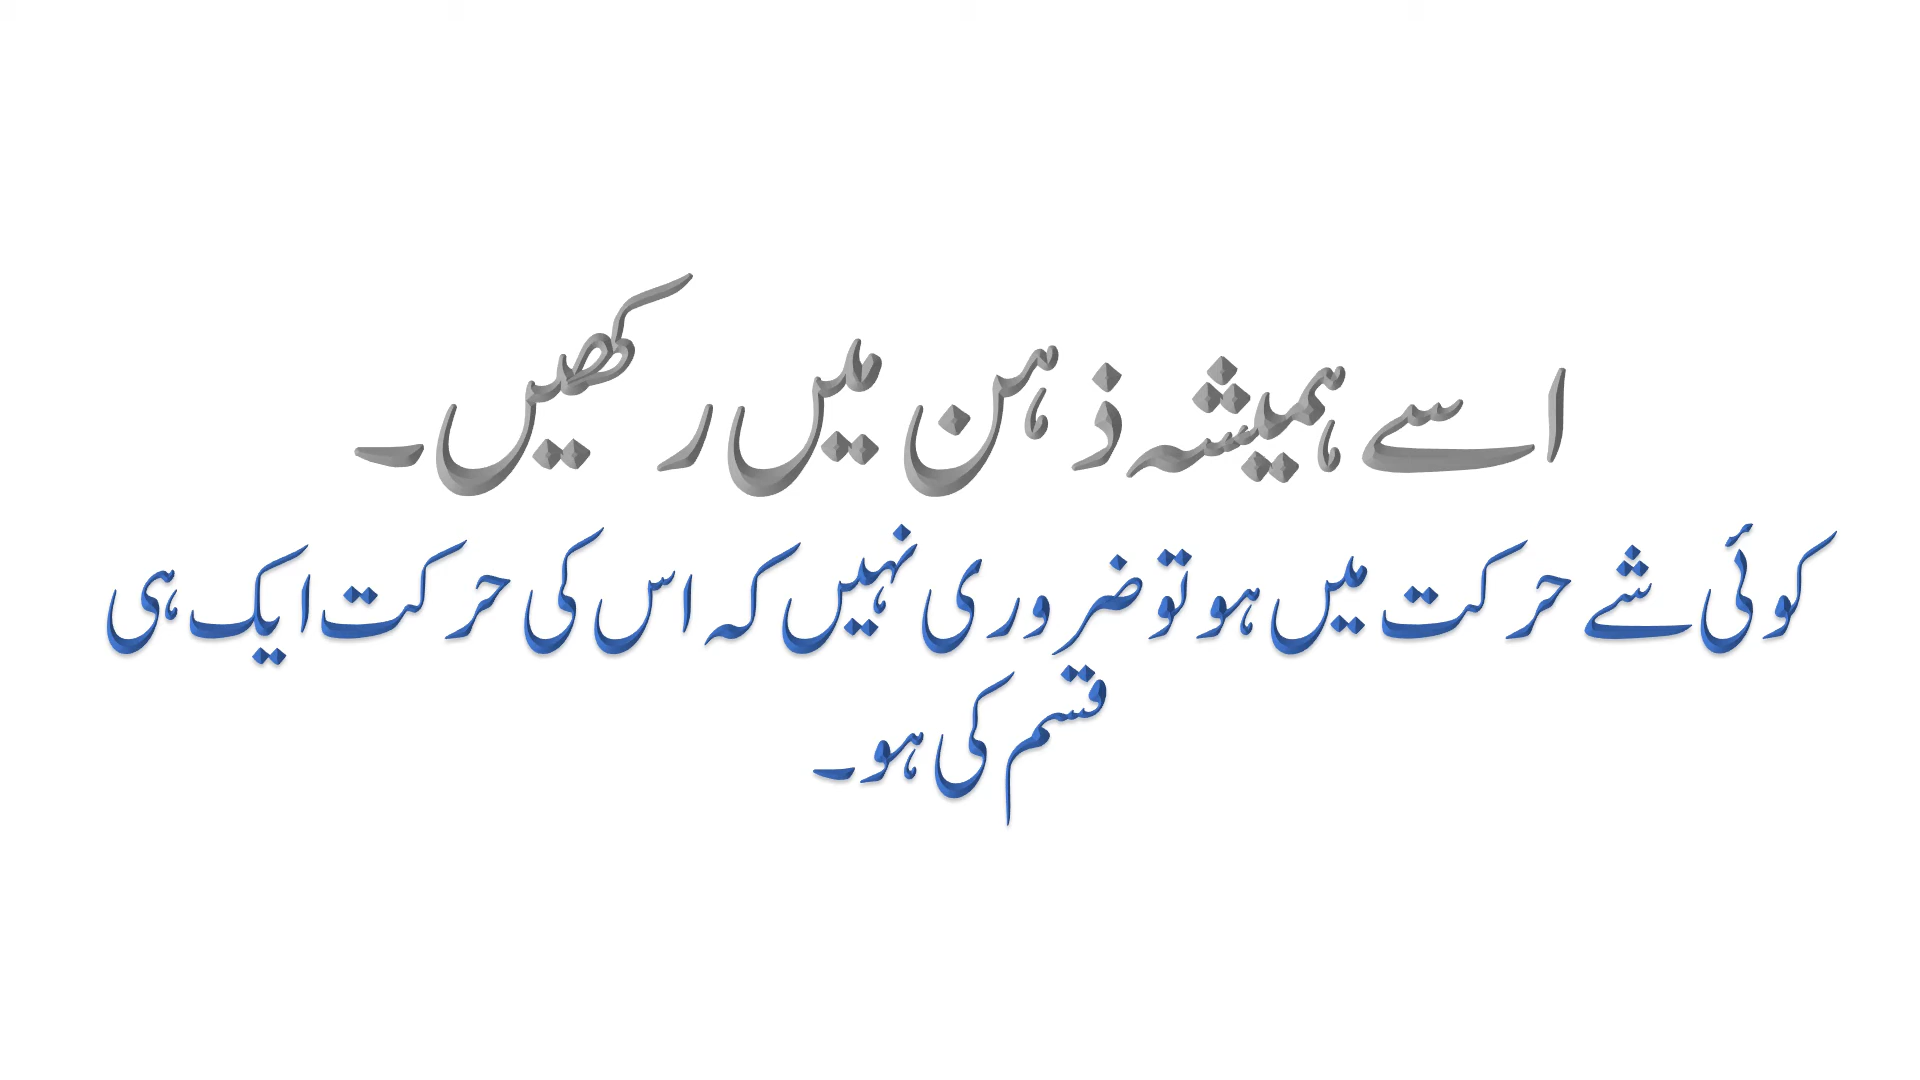 اسے ہمیشہ ذہن میں رکھیں۔
کوئی شے حرکت میں ہو تو ضروری نہیں کہ اس کی حرکت ایک ہی
قسم کی ہو۔